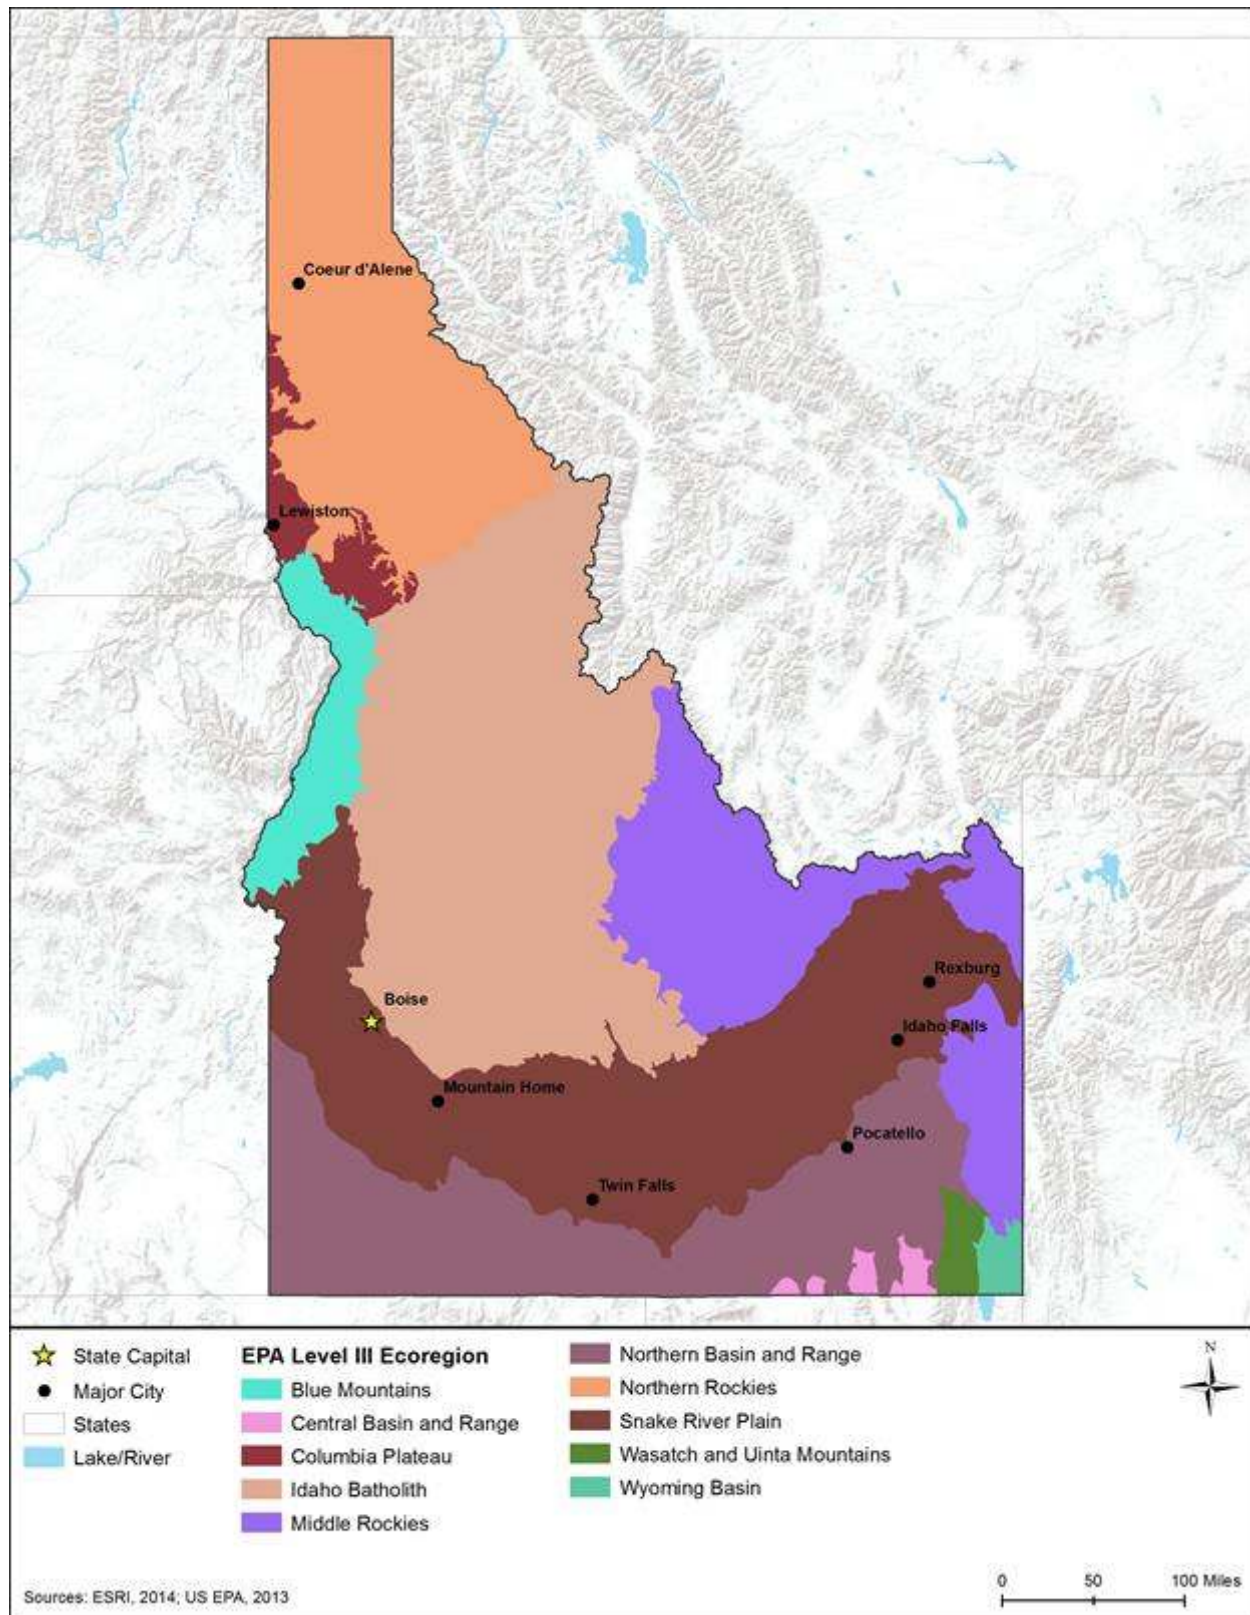 Coeur d'Alene
Lewiston
Rexburg
Boise
Idaho Falls
Mountain Home
Pocatello
Twin Falls
State Capital
Major City
States
Lake/River
EPA Level III Ecoregion
Blue Mountains
Central Basin and Range
Columbia Plateau
Idaho Batholith
Middle Rockies
Northern Basin and Range
Northern Rockies
Snake River Plain
Wasatch and Uinta Mountains
Wyoming Basin
N
Sources: ESRI, 2014; US EPA, 2013
0 50 100 Miles